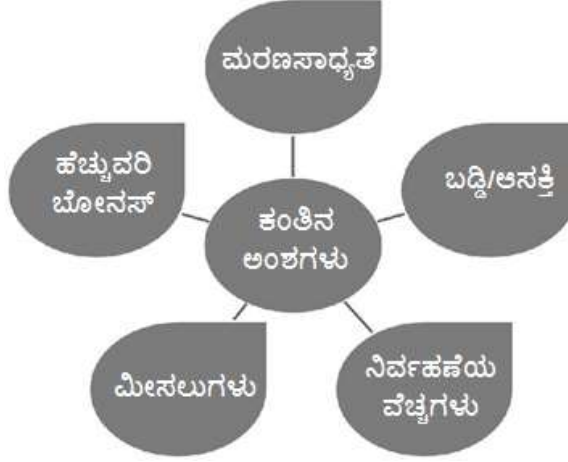 ಮರಣಸಾಧ್ಯತೆ
ಹೆಚ್ಚುವರಿ
ಬೋನಸ್
ಬಡ್ಡಿ/ಆಸಕ್ತಿ
ಕಂತಿನ
ಅಂಶಗಳು
ಮೀಸಲುಗಳು
ನಿರ್ವಹಣೆಯ
ವೆಚ್ಚಗಳು